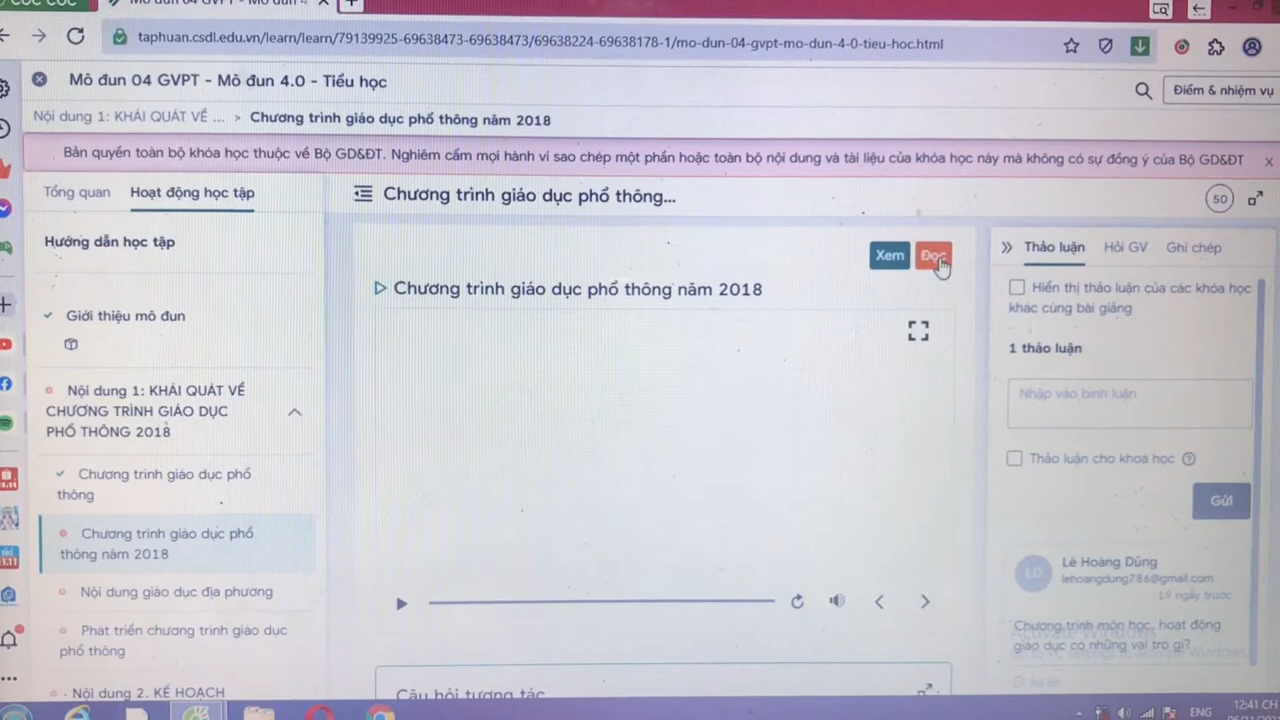 taphuan.csdl.edu.vn/learn/learn/79139925-69638473-69638473/69638224-69638178-1/mo-dun-04-gvpt-mo-dun-4-0-tieu-hoc.html
Mô đun 04 GVPT - Mô đun 4.0 - Tiểu học
Điểm & nhiệm vụ
Nội dung 1: KHÁI QUÁT VỀ ... > Chương trình giáo dục phổ thông năm 2018
Bản quyền toàn bộ khóa học thuộc về Bộ GD&ĐT. Nghiêm cấm mọi hành vi sao chép một phần hoặc toàn bộ nội dung và tài liệu của khóa học này mà không có sự đồng ý của Bộ GD&ĐT
Tổng quan
Hoạt động học tập
Chương trình giáo dục phổ thông...
50
Hướng dẫn học tập
Giới thiệu mô đun
Nội dung 1: KHÁI QUÁT VỀ
CHƯƠNG TRÌNH GIÁO DỤC
PHỔ THÔNG 2018
Chương trình giáo dục phổ
thông
Chương trình giáo dục phổ
thông năm 2018
Nội dung giáo dục địa phương
Phát triển chương trình giáo dục
phổ thông
Nội dung 2. KẾ HOẠCH
Xem
Đọc
Chương trình giáo dục phổ thông năm 2018
Câu hỏi tương tác
Thảo luận
Hỏi GV
Ghi chép
Hiển thị thảo luận của các khóa học
khác cùng bài giảng
1 thảo luận
Nhập vào bình luận
Thảo luận cho khoá học
Gửi
LD
Lê Hoàng Dũng
lehoangdung786@gmail.com
19 ngày trước
Chương trình môn học, hoạt động
giáo dục có những vai trò gì?
Activate Windows
ENG
12:41 CH